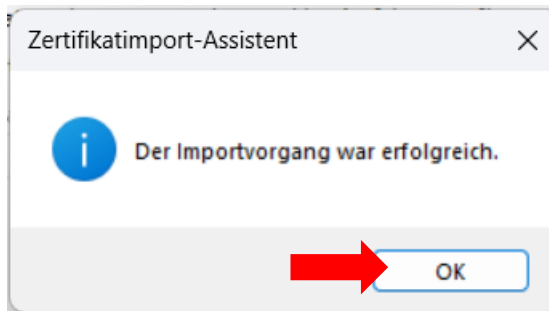 Zertifikatimport-Assistent
Der Importvorgang war erfolgreich.
OK